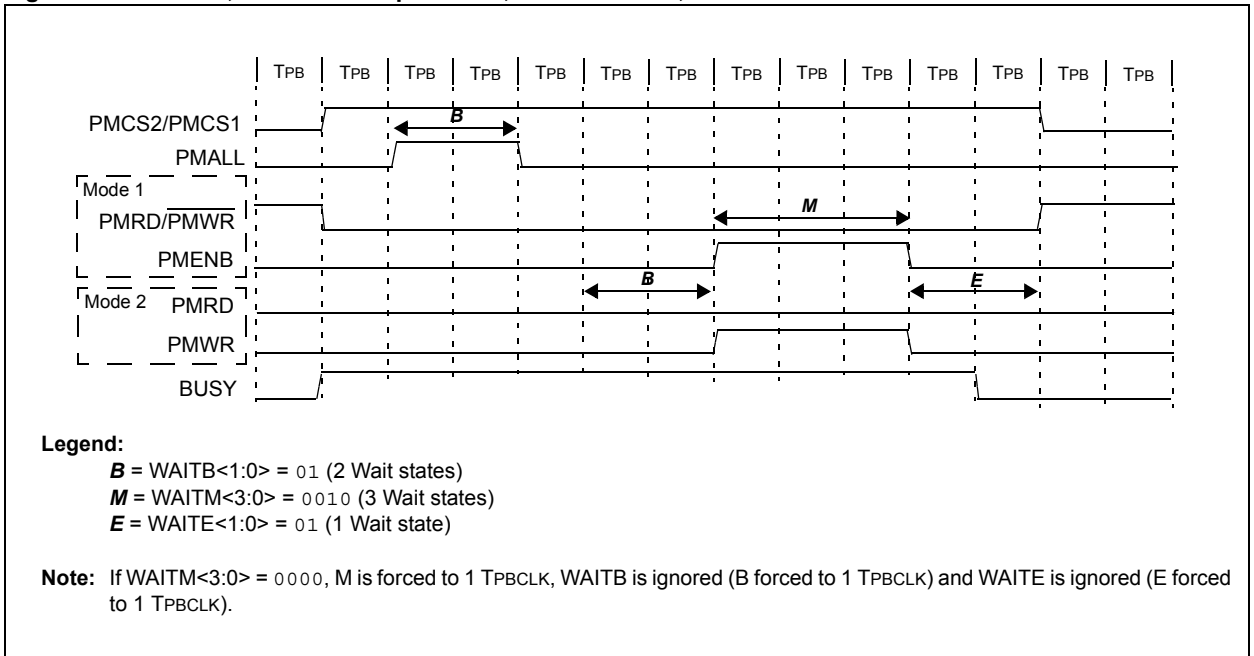 TPB TPB TPB TPB TPB TPB TPB TPB TPB TPB TPB TPB TPB TPB
PMCS2/PMCS1
B
PMALL
Mode 1
PMRD/PMWR
M
PMENB
B
E
Mode 2
PMRD
PMWR
BUSY
Legend:
B = WAITB<1:0> = 01 (2 Wait states)
M = WAITM<3:0> = 0010 (3 Wait states)
E = WAITE<1:0> = 01 (1 Wait state)
Note: If WAITM<3:0> = 0000, M is forced to 1 TPBCLK, WAITB is ignored (B forced to 1 TPBCLK) and WAITE is ignored (E forced
to 1 TPBCLK).